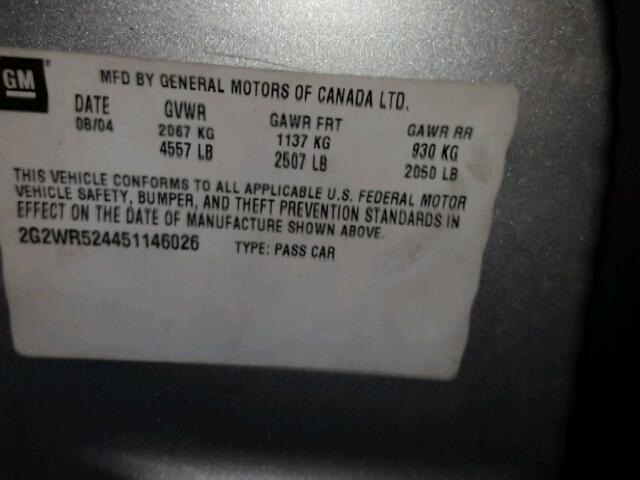 GM®
MFD BY GENERAL MOTORS OF CANADA LTD.
DATE GVWR GAWR FRT GAWR RR
08/04 2067 KG 1137 KG 930 KG
4557 LB 2507 LB 2050 LB
THIS VEHICLE CONFORMS TO ALL APPLICABLE U.S. FEDERAL MOTOR
VEHICLE SAFETY, BUMPER, AND THEFT PREVENTION STANDARDS IN
EFFECT ON THE DATE OF MANUFACTURE SHOWN ABOVE.
2G2WR524451146026 TYPE: PASS CAR